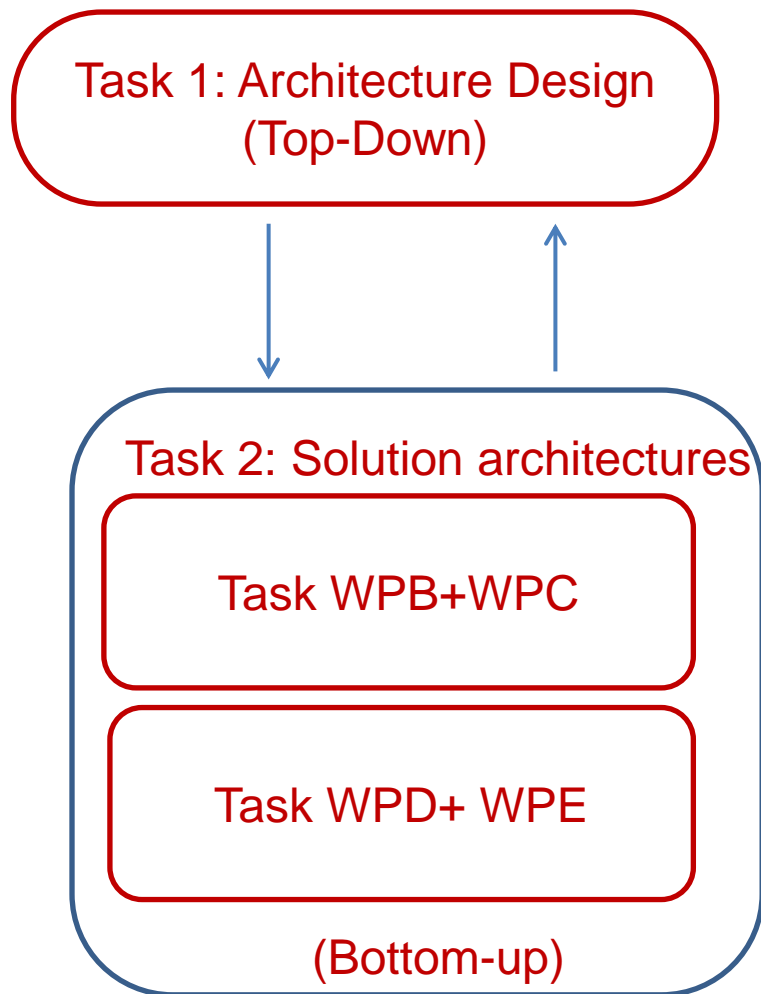 Task 1: Architecture Design
(Top-Down)
Task 2: Solution architectures
Task WPB+WPC
Task WPD+ WPE
(Bottom-up)